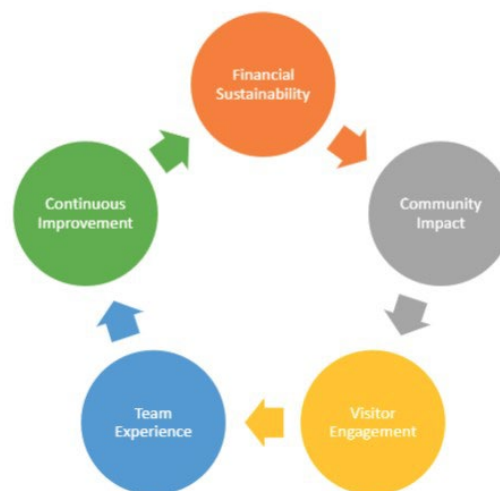 Financial
Sustainability
Community
Impact
Visitor
Engagement
Team
Experience
Continuous
Improvement